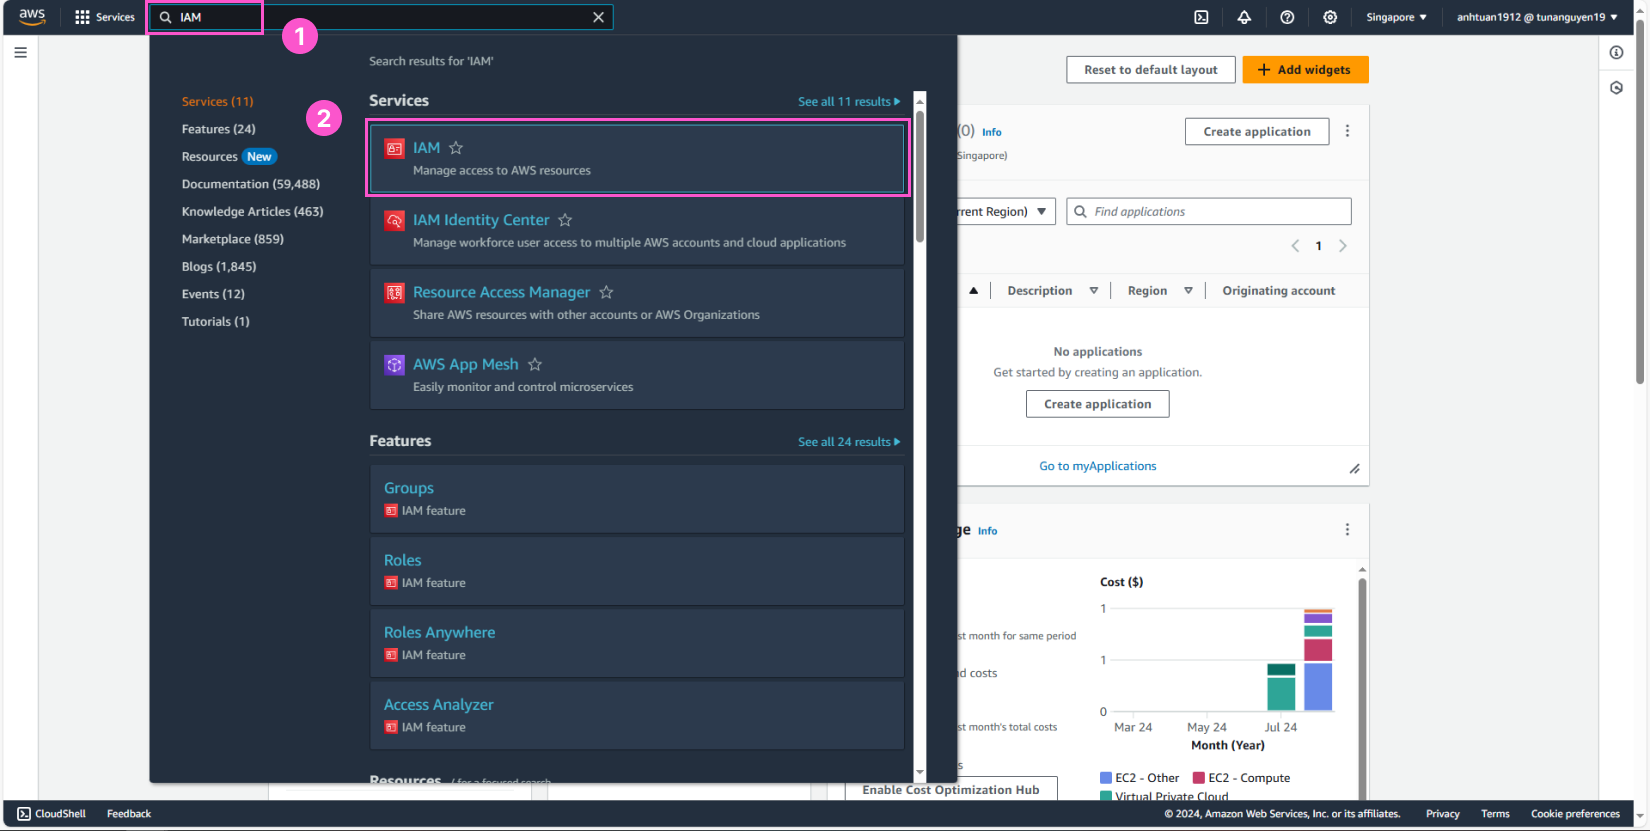 aws
Services
IAM
Singapore
anhtuan1912 @ tunanguyen19
1
Search results for 'IAM'
Services (11)
Features (24)
Resources New
Documentation (59,488)
Knowledge Articles (463)
Marketplace (859)
Blogs (1,845)
Events (12)
Tutorials (1)
2
Services
See all 11 results
IAM
Manage access to AWS resources
IAM Identity Center
Manage workforce user access to multiple AWS accounts and cloud applications
Resource Access Manager
Share AWS resources with other accounts or AWS Organizations
AWS App Mesh
Easily monitor and control microservices
Features
See all 24 results
Groups
IAM feature
Roles
IAM feature
Roles Anywhere
IAM feature
Access Analyzer
IAM feature
Resources / for a focused search
Reset to default layout
Add widgets
(0) Info
Singapore)
Create application
rrent Region)
Find applications
1
Description
Region
Originating account
No applications
Get started by creating an application.
Create application
Go to myApplications
ge Info
st month for same period
d costs
st month's total costs
s
Enable Cost Optimization Hub
Cost ($)
1
1
0
Mar 24
May 24
Jul 24
Month (Year)
EC2 - Other
EC2 - Compute
Virtual Private Cloud
CloudShell
Feedback
© 2024, Amazon Web Services, Inc. or its affiliates.
Privacy
Terms
Cookie preferences